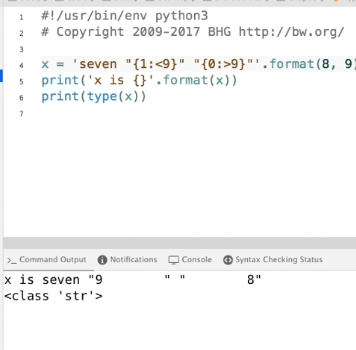 1 #!/usr/bin/env python3
2 # Copyright 2009-2017 BHG http://bw.org/
3
4 x = 'seven "{1:<9}" "{0:>9}"'.format(8, 9)
5 print('x is {}'.format(x))
6 print(type(x))
7
Command Output Notifications Console Syntax Checking Status
x is seven "9        " "        8"
<class 'str'>